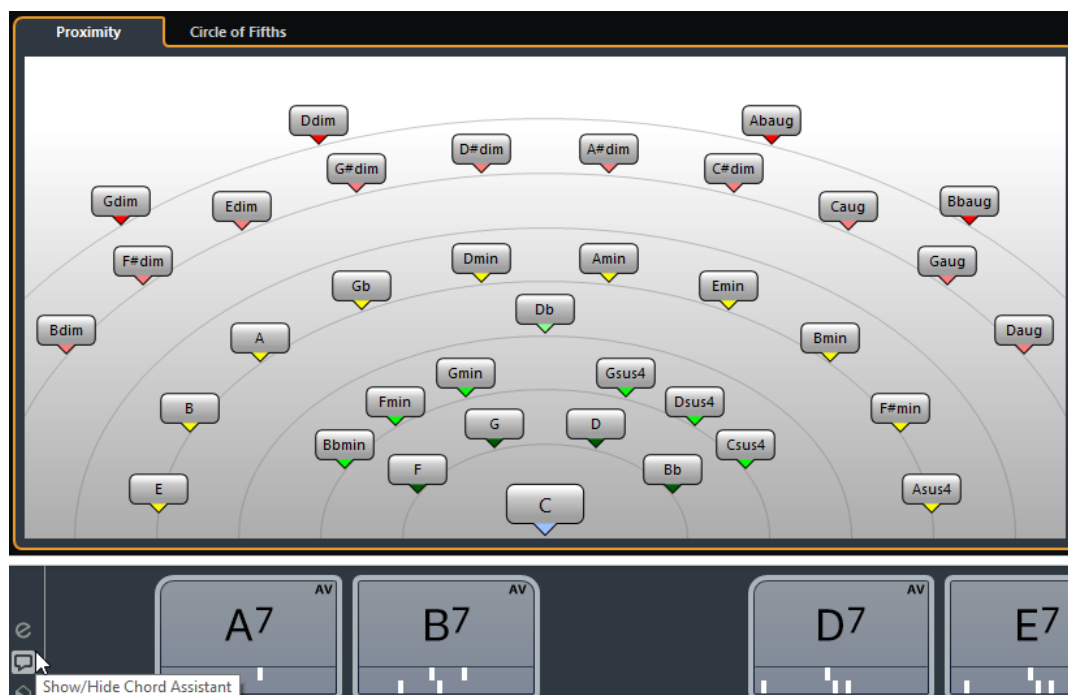 Proximity Circle of Fifths
Ddim Abaug
D#dim A#dim
G#dim C#dim
Gdim Edim Caug Bbaug
F#dim Dmin Amin Gaug
Gb Emin
Bdim A Db Bmin Daug
Gmin Gsus4
B Fmin Dsus4 F#min
G D
Bbmin Csus4
F Bb
E Asus4
C
AV AV AV
A7 B7 D7 E7
e
Show/Hide Chord Assistant